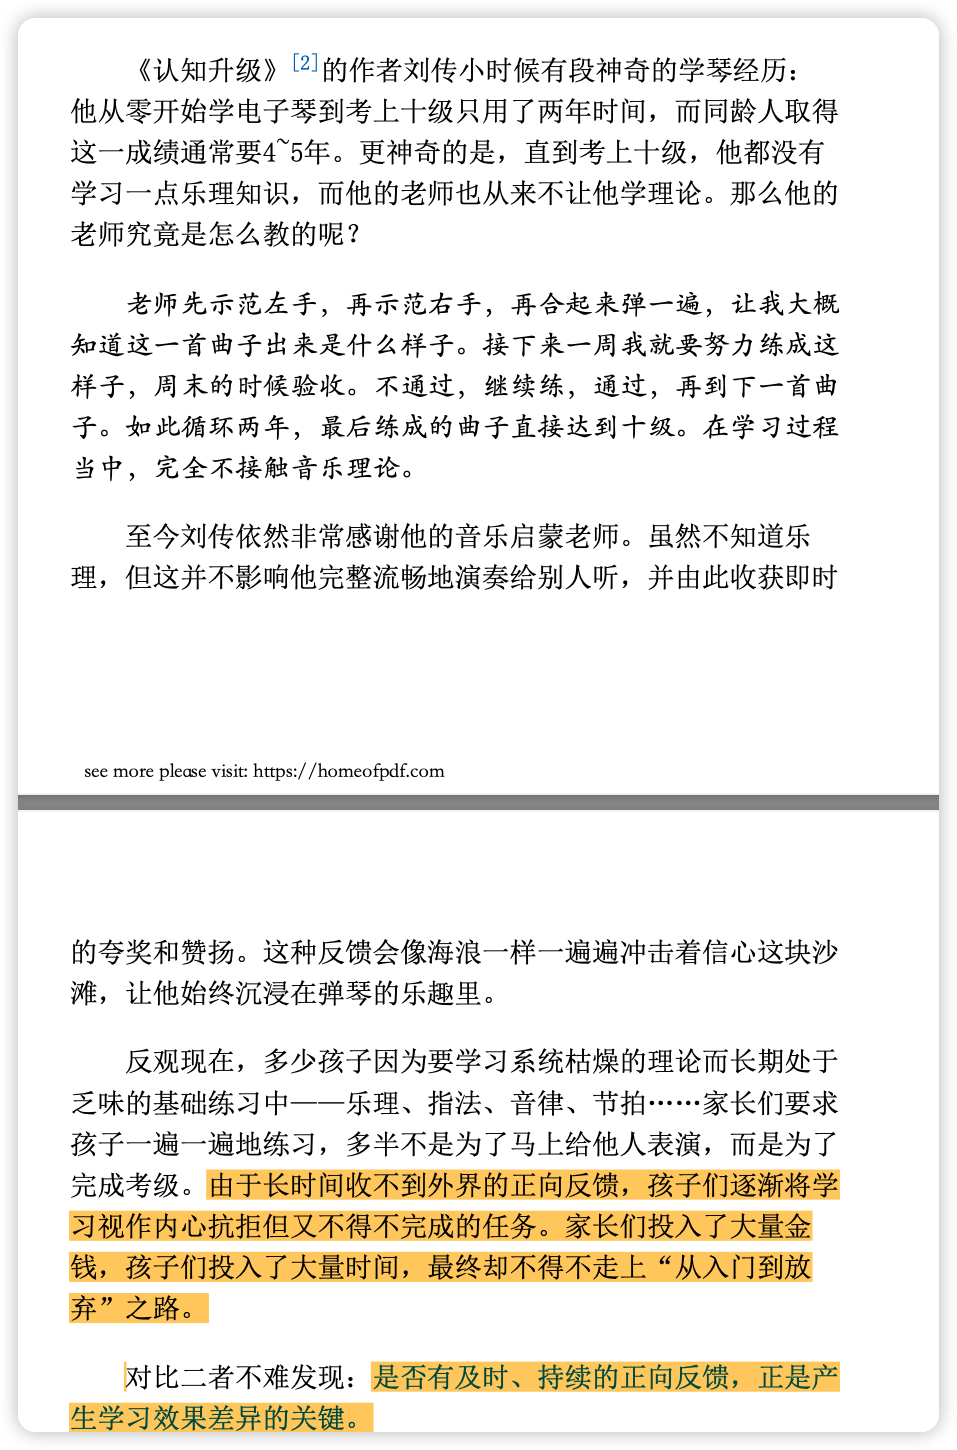 《认知升级》[2]的作者刘传小时候有段神奇的学琴经历：
他从零开始学电子琴到考上十级只用了两年时间，而同龄人取得
这一成绩通常要4~5年。更神奇的是，直到考上十级，他都没有
学习一点乐理知识，而他的老师也从来不让他学理论。那么他的
老师究竟是怎么教的呢？
老师先示范左手，再示范右手，再合起来弹一遍，让我大概
知道这一首曲子出来是什么样子。接下来一周我就要努力练成这
样子，周末的时候验收。不通过，继续练，通过，再到下一首曲
子。如此循环两年，最后练成的曲子直接达到十级。在学习过程
当中，完全不接触音乐理论。
至今刘传依然非常感谢他的音乐启蒙老师。虽然不知道乐
理，但这并不影响他完整流畅地演奏给别人听，并由此收获即时
see more please visit: https://homeofpdf.com
的夸奖和赞扬。这种反馈会像海浪一样一遍遍冲击着信心这块沙
滩，让他始终沉浸在弹琴的乐趣里。
反观现在，多少孩子因为要学习系统枯燥的理论而长期处于
乏味的基础练习中——乐理、指法、音律、节拍……家长们要求
孩子一遍一遍地练习，多半不是为了马上给他人表演，而是为了
完成考级。由于长时间收不到外界的正向反馈，孩子们逐渐将学
习视作内心抗拒但又不得不完成的任务。家长们投入了大量金
钱，孩子们投入了大量时间，最终却不得不走上“从入门到放
弃”之路。
对比二者不难发现：是否有及时、持续的正向反馈，正是产
生学习效果差异的关键。